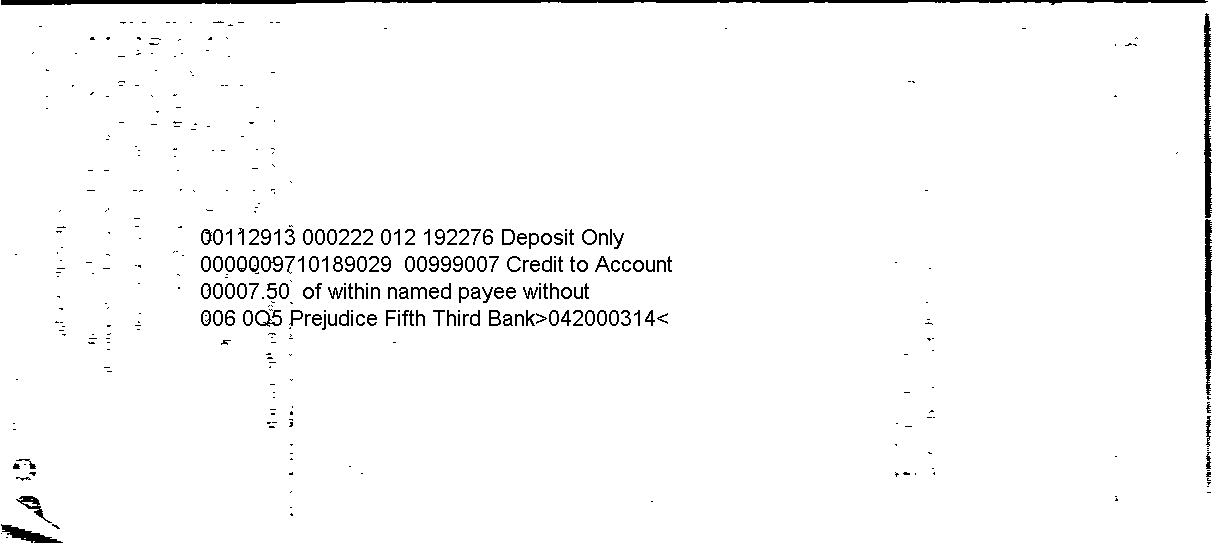 00112913 000222 012 192276 Deposit Only
0000009710189029 00999007 Credit to Account
00007.50 of within named payee without
006 0Q5 Prejudice Fifth Third Bank>042000314<